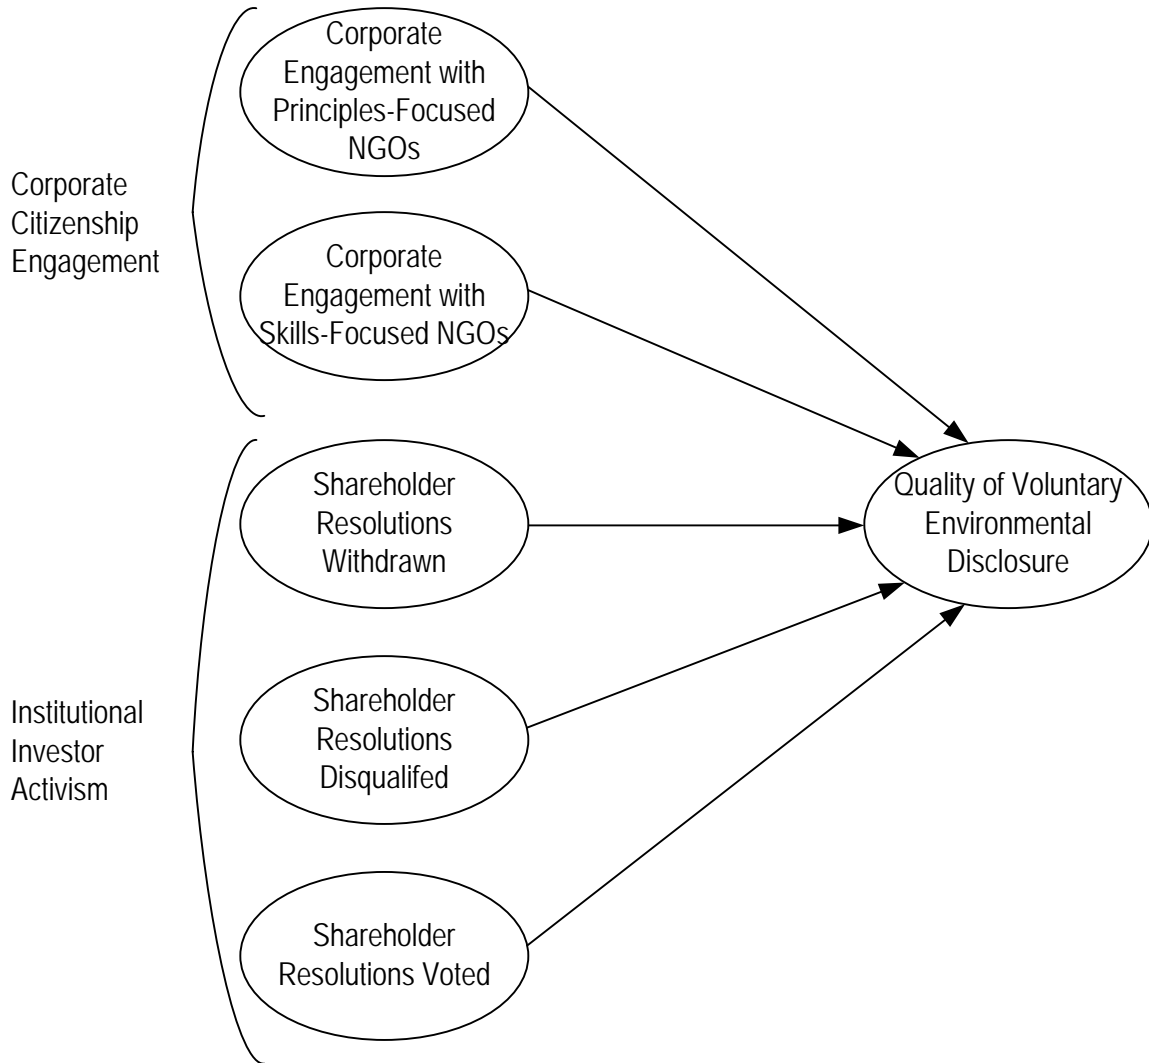 Corporate
Citizenship
Engagement
Corporate
Engagement with
Principles-Focused
NGOs
Corporate
Engagement with
Skills-Focused NGOs
Institutional
Investor
Activism
Shareholder
Resolutions
Withdrawn
Shareholder
Resolutions
Disqualifed
Shareholder
Resolutions Voted
Quality of Voluntary
Environmental
Disclosure